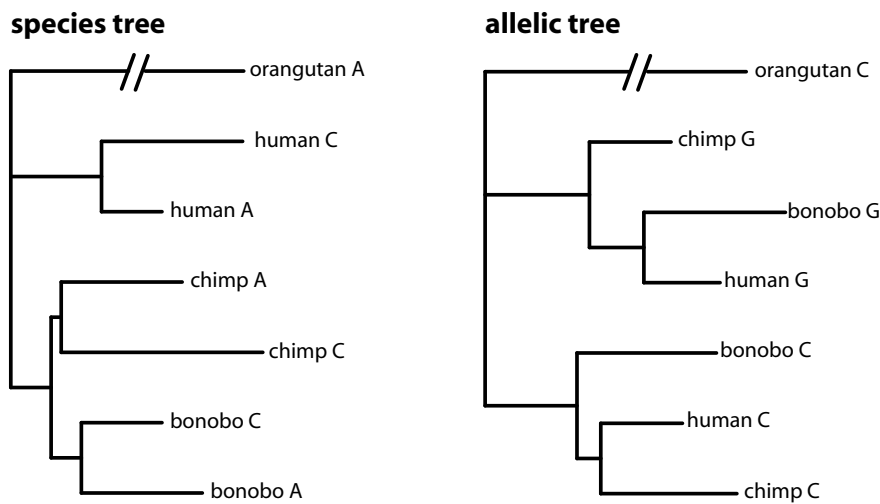 species tree
orangutan A
human C
human A
chimp A
chimp C
bonobo C
bonobo A
allelic tree
orangutan C
chimp G
bonobo G
human G
bonobo C
human C
chimp C